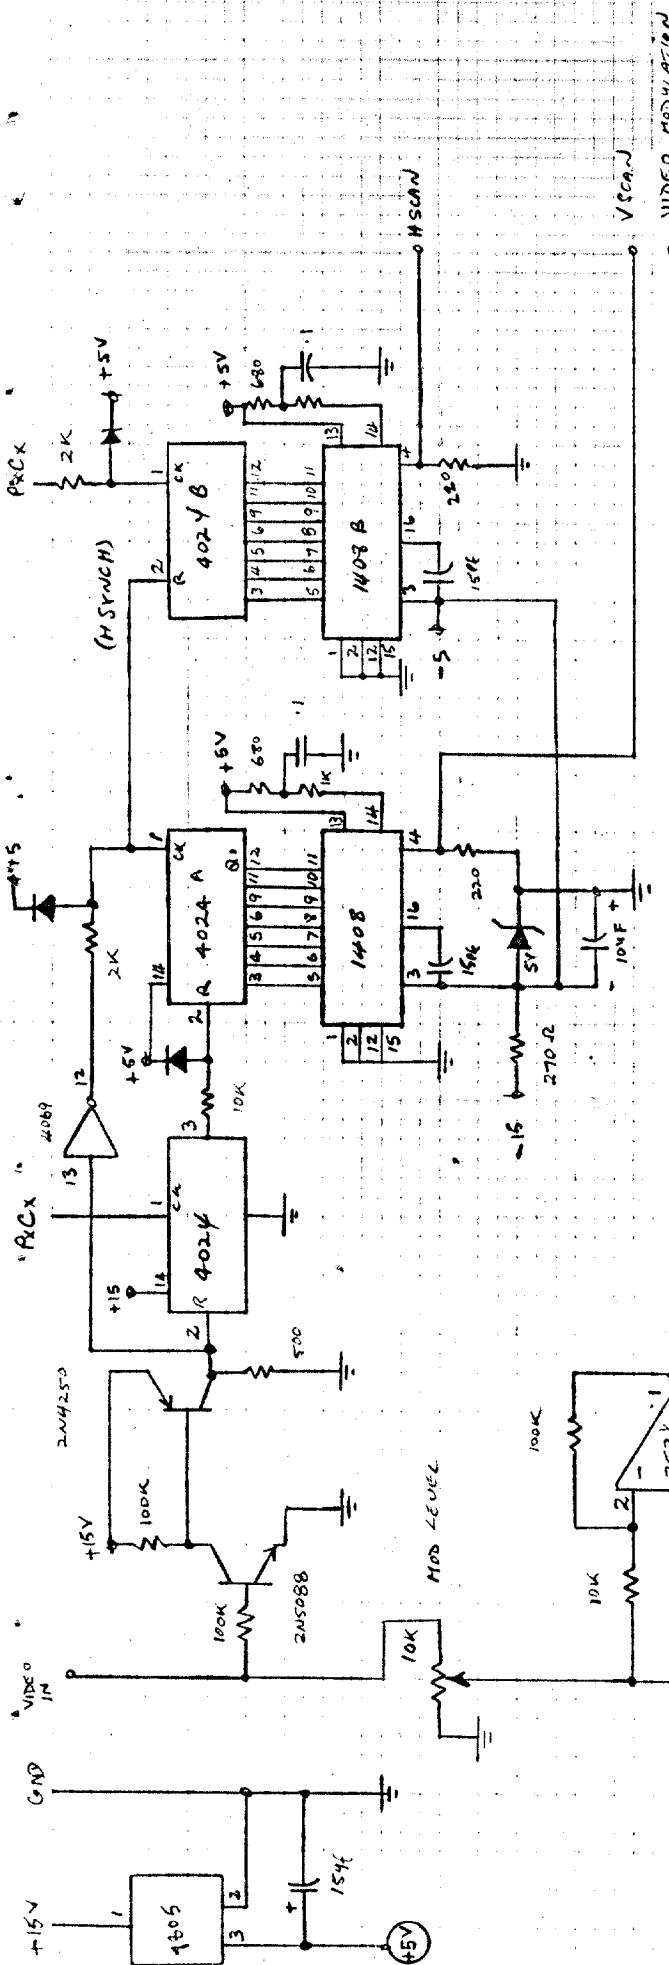 +15V
GND
VIDEO
IN
1
7805
2
3
+
15µf
+5V
+15V
100K
100K
2N5088
2N4250
500
MOD LEVEL
10K
10K
2
-
1
100K
PxCx
4069
13
12
2K
+15
14
1
CK
2
R
4024
3
10K
+5V
14
2
R
1
CK
4024 A
Q1
3
4
5
6
9
11
12
5
6
7
8
9
10
11
1408
13
14
+5V
680
1K
.1
1
2
12
15
3
16
4
15pf
220
-15
270Ω
5V
10µF
-
+
(HSYNCH)
PxCx
2K
+5V
2
R
1
CK
4024 B
3
4
5
6
9
11
12
5
6
7
8
9
10
11
1408 B
13
14
+5V
680
.1
1
2
12
15
3
16
4
-5
15pf
220
HSCAN
VSCAN
VIDEO MODULATION